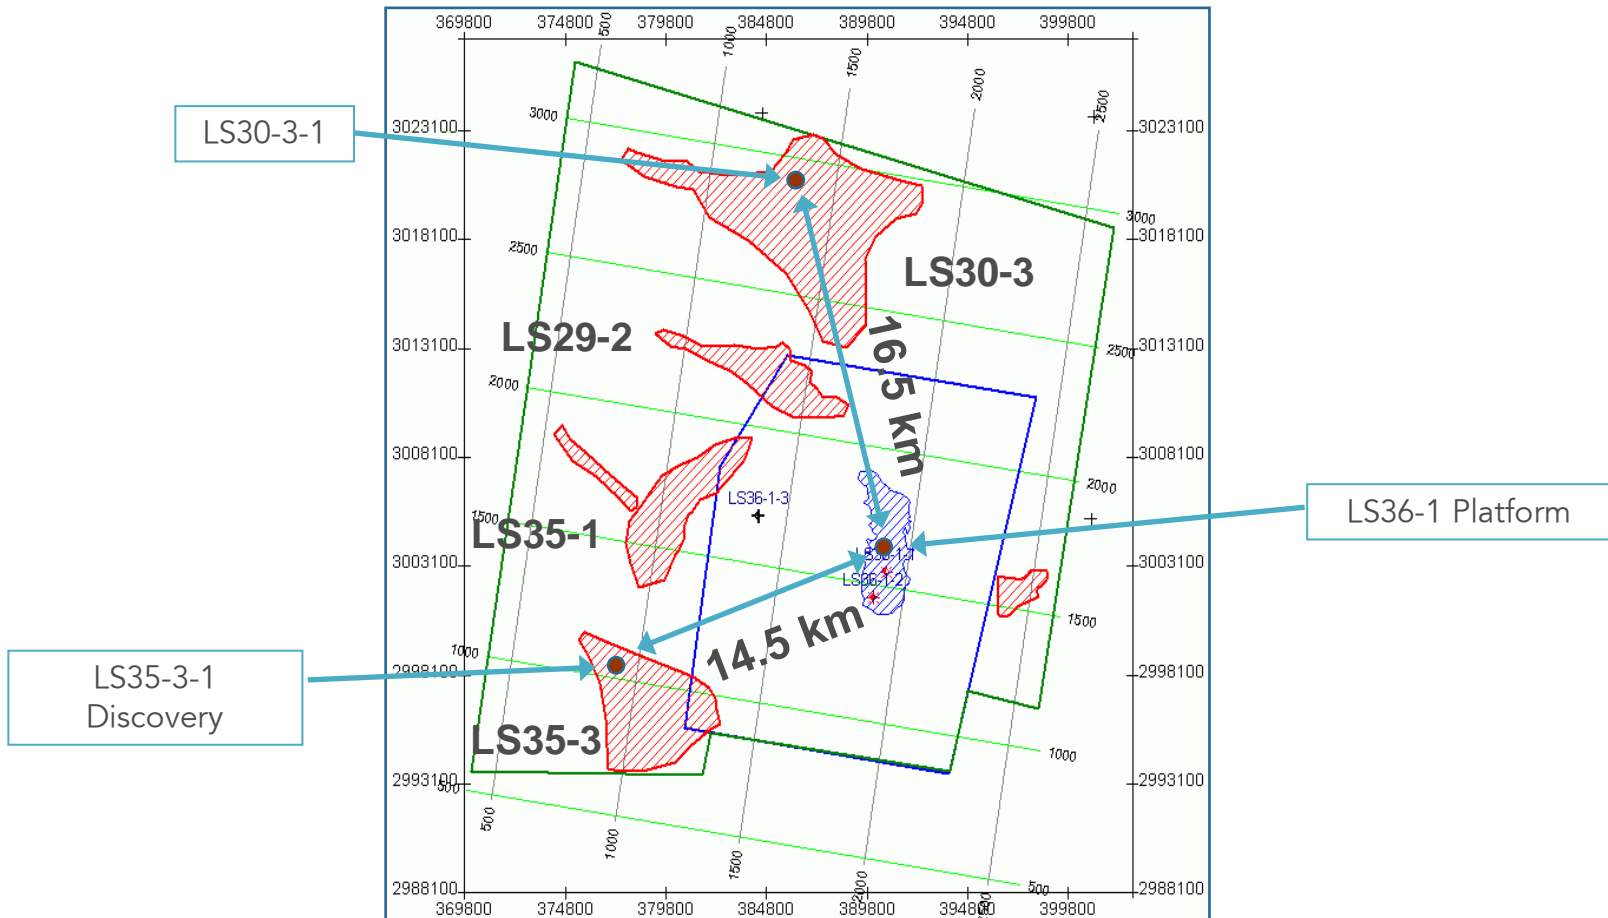 369800 374800 379800 384800 389800 394800 399800
500 1000 1500 2000 2500
3000
3023100 3023100
LS30-3-1
3000
3018100 3018100
2500
LS30-3
LS29-2
16.5 km
3013100 2500 3013100
2000
3008100 3008100
2000
LS36-1-3
1500
LS36-1 Platform
LS35-1
3003100 3003100
LS36-1-2
1500
14.5 km
1000
2998100 2998100
LS35-3-1
Discovery
LS35-3
1000
2993100 2993100
500
500 1000 1500 2000
500
2988100 2988100
369800 374800 379800 384800 389800 394800 399800